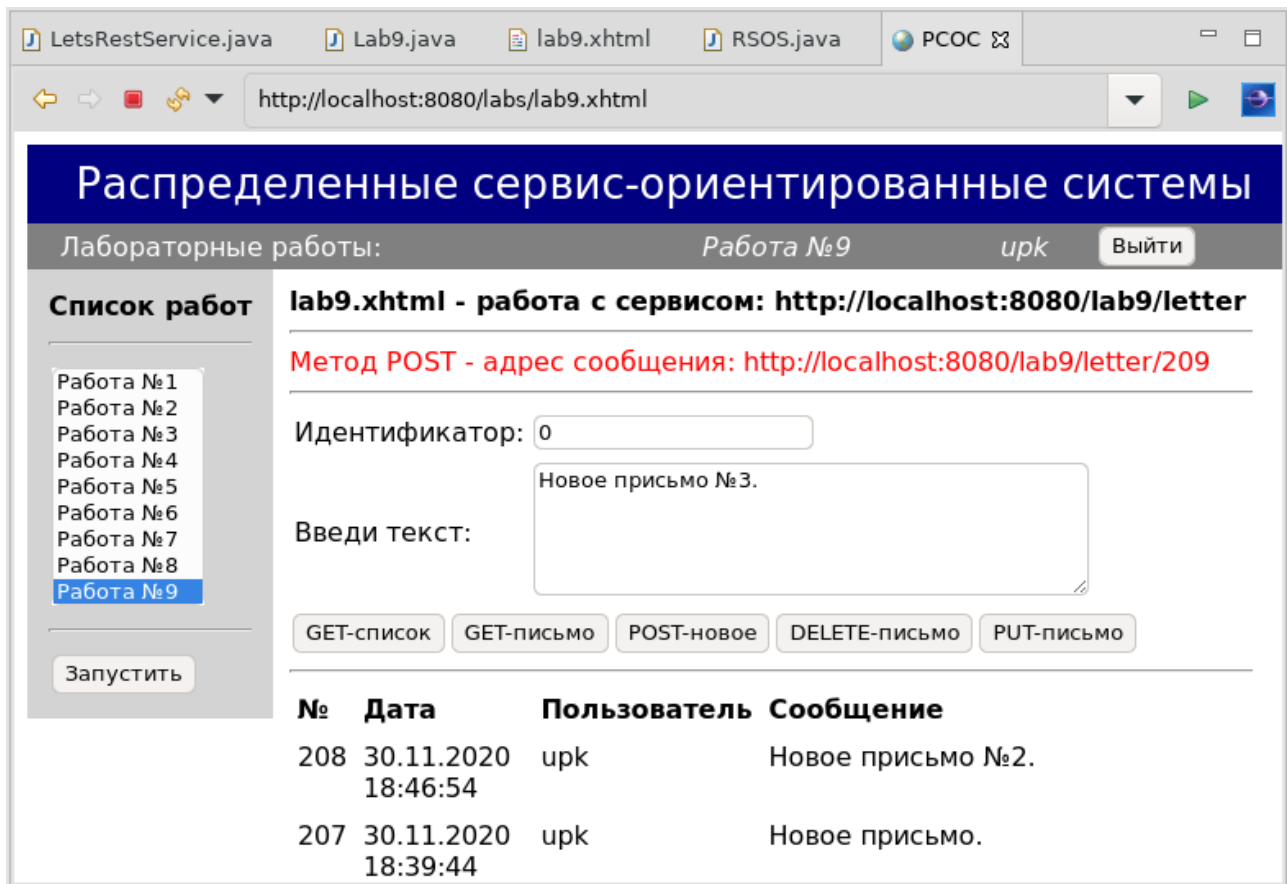 LetsRestService.java Lab9.java lab9.xhtml RSOS.java PCOC
http://localhost:8080/labs/lab9.xhtml
Распределенные сервис-ориентированные системы
Лабораторные работы: Работа №9 upk Выйти
Список работ
Работа №1
Работа №2
Работа №3
Работа №4
Работа №5
Работа №6
Работа №7
Работа №8
Работа №9
Запустить
lab9.xhtml - работа с сервисом: http://localhost:8080/lab9/letter
Метод POST - адрес сообщения: http://localhost:8080/lab9/letter/209
Идентификатор: 0
Введи текст: Новое присьмо №3.
GET-список GET-письмо POST-новое DELETE-письмо PUT-письмо
№ Дата Пользователь Сообщение
208 30.11.2020 upk Новое присьмо №2.
18:46:54
207 30.11.2020 upk Новое присьмо.
18:39:44